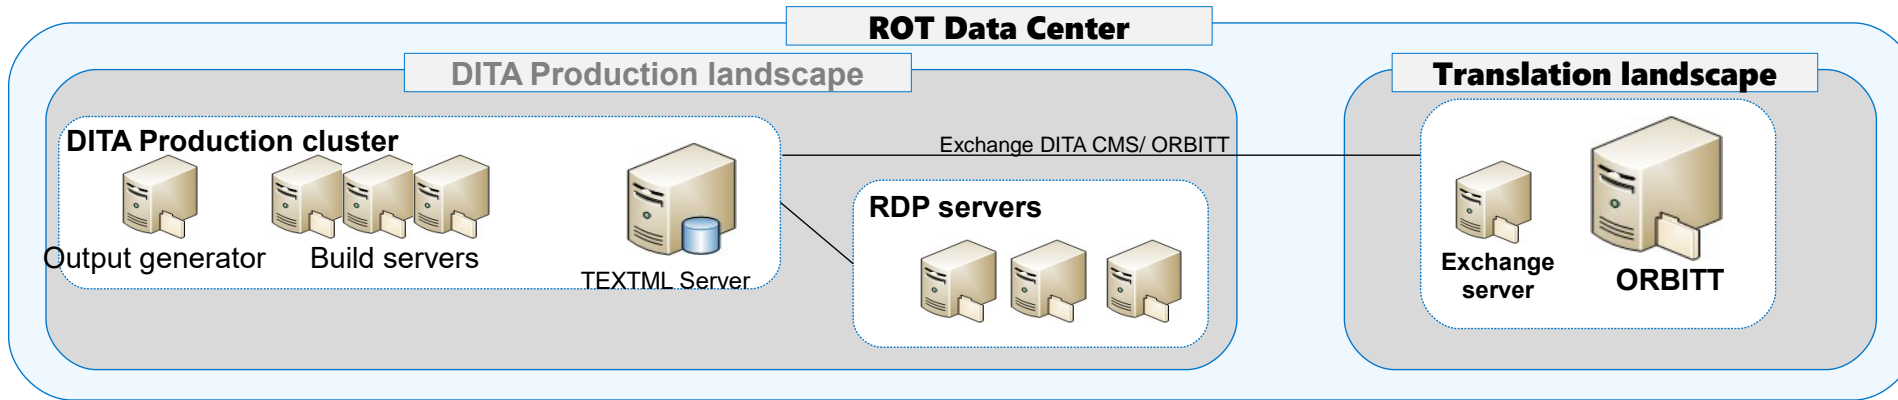 ROT Data Center
DITA Production landscape
Translation landscape
DITA Production cluster
Exchange DITA CMS/ ORBITT
RDP servers
Output generator
Build servers
TEXTML Server
Exchange
server
ORBITT